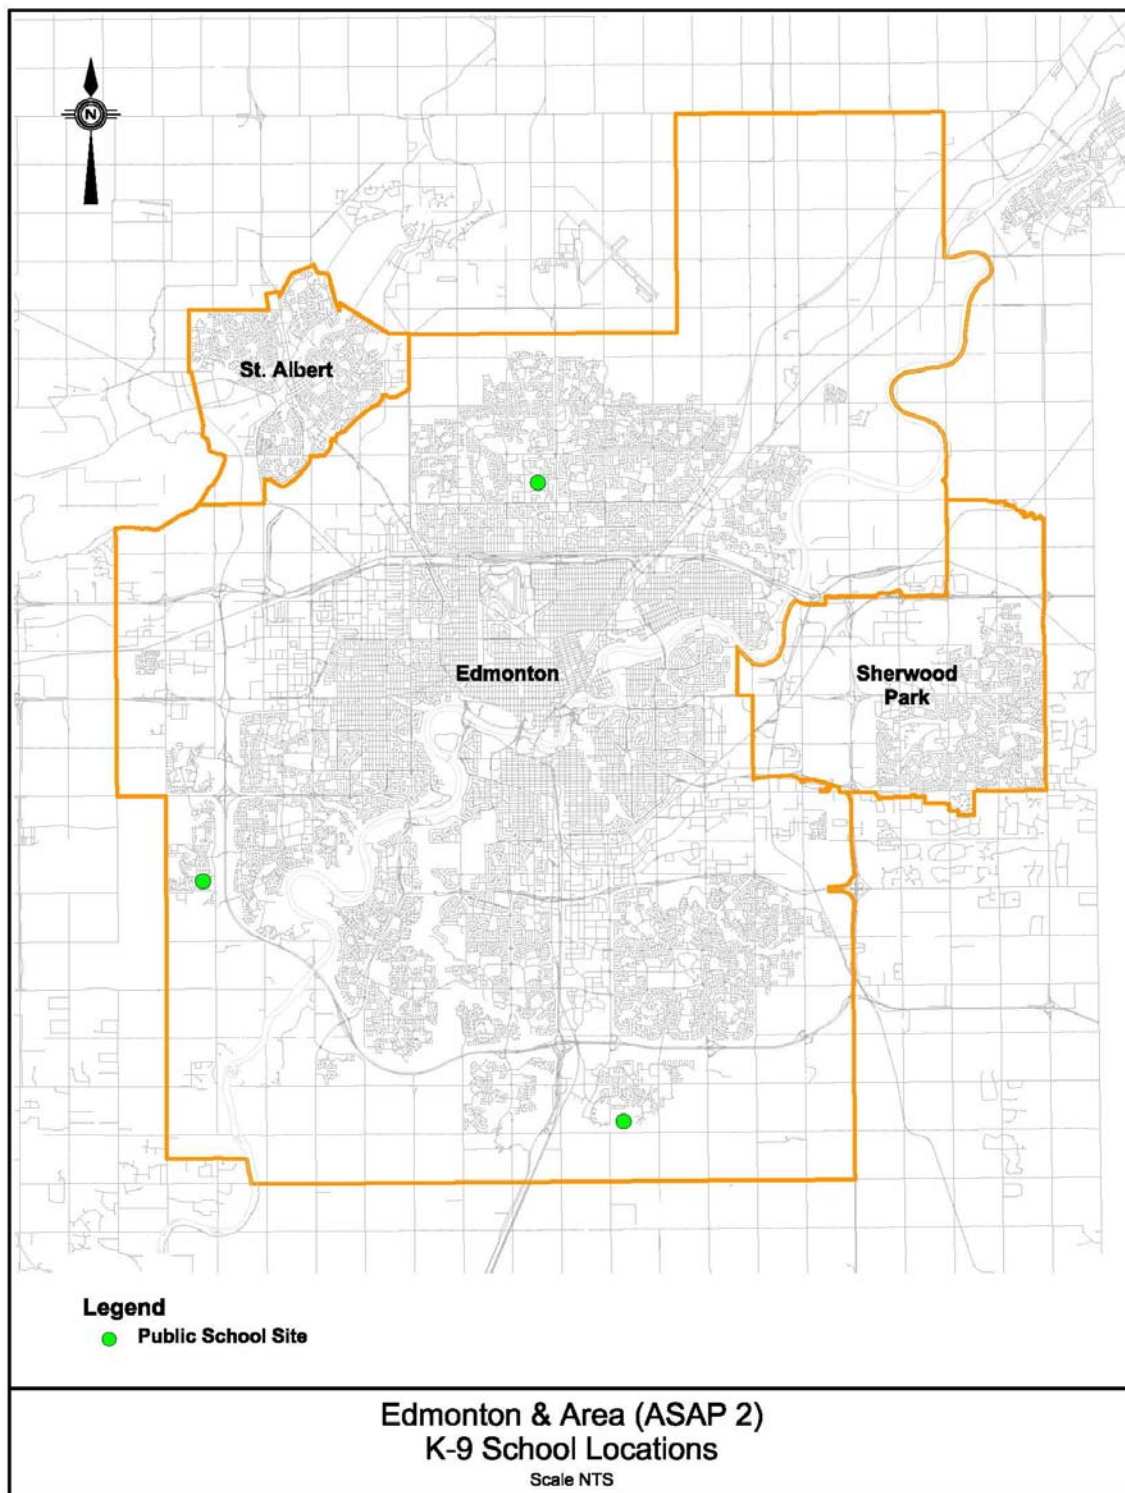 N
St. Albert
Edmonton
Sherwood
Park
Legend
Public School Site
Edmonton & Area (ASAP 2)
K-9 School Locations
Scale NTS